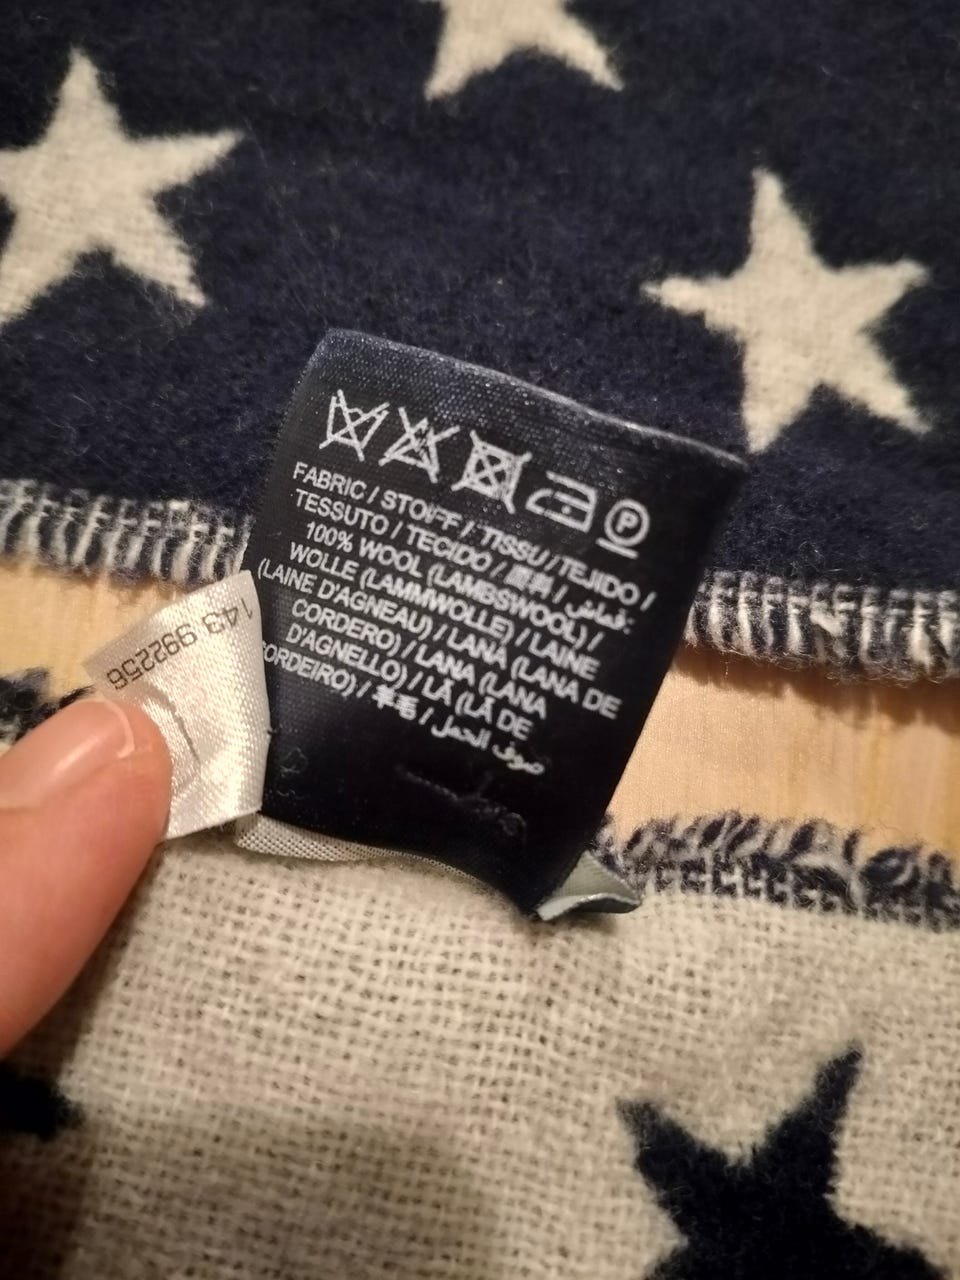 P
FABRIC / STOFF / TISSU / TEJIDO /
TESSUTO / TECIDO / 面料 / قماش:
100% WOOL (LAMBSWOOL) /
WOLLE (LAMMWOLLE) / LAINE
(LAINE D'AGNEAU) / LANA (LANA DE
CORDERO) / LANA (LANA
D'AGNELLO) / LÃ (LÃ DE
CORDEIRO) / 羊毛 / صوف الحمل
143 992256